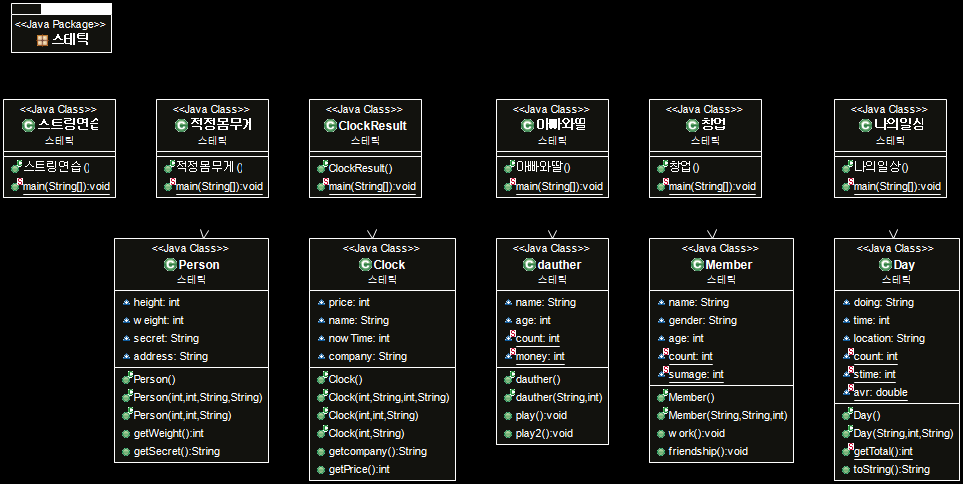 <<Java Package>>
스테틱
<<Java Class>>
스트링연습
스테틱
스트링연습()
main(String[]):void
<<Java Class>>
적정몸무게
스테틱
적정몸무게()
main(String[]):void
<<Java Class>>
ClockResult
스테틱
ClockResult()
main(String[]):void
<<Java Class>>
아빠와딸
스테틱
아빠와딸()
main(String[]):void
<<Java Class>>
창업
스테틱
창업()
main(String[]):void
<<Java Class>>
나의일상
스테틱
나의일상()
main(String[]):void
<<Java Class>>
Person
스테틱
height: int
weight: int
secret: String
address: String
Person()
Person(int,int,String,String)
Person(int,int,String)
getWeight():int
getSecret():String
<<Java Class>>
Clock
스테틱
price: int
name: String
nowTime: int
company: String
Clock()
Clock(int,String,int,String)
Clock(int,int,String)
Clock(int,String)
getcompany():String
getPrice():int
<<Java Class>>
dauther
스테틱
name: String
age: int
count: int
money: int
dauther()
dauther(String,int)
play():void
play2():void
<<Java Class>>
Member
스테틱
name: String
gender: String
age: int
count: int
sumage: int
Member()
Member(String,String,int)
work():void
friendship():void
<<Java Class>>
Day
스테틱
doing: String
time: int
location: String
count: int
stime: int
avr: double
Day()
Day(String,int,String)
getTotal():int
toString():String